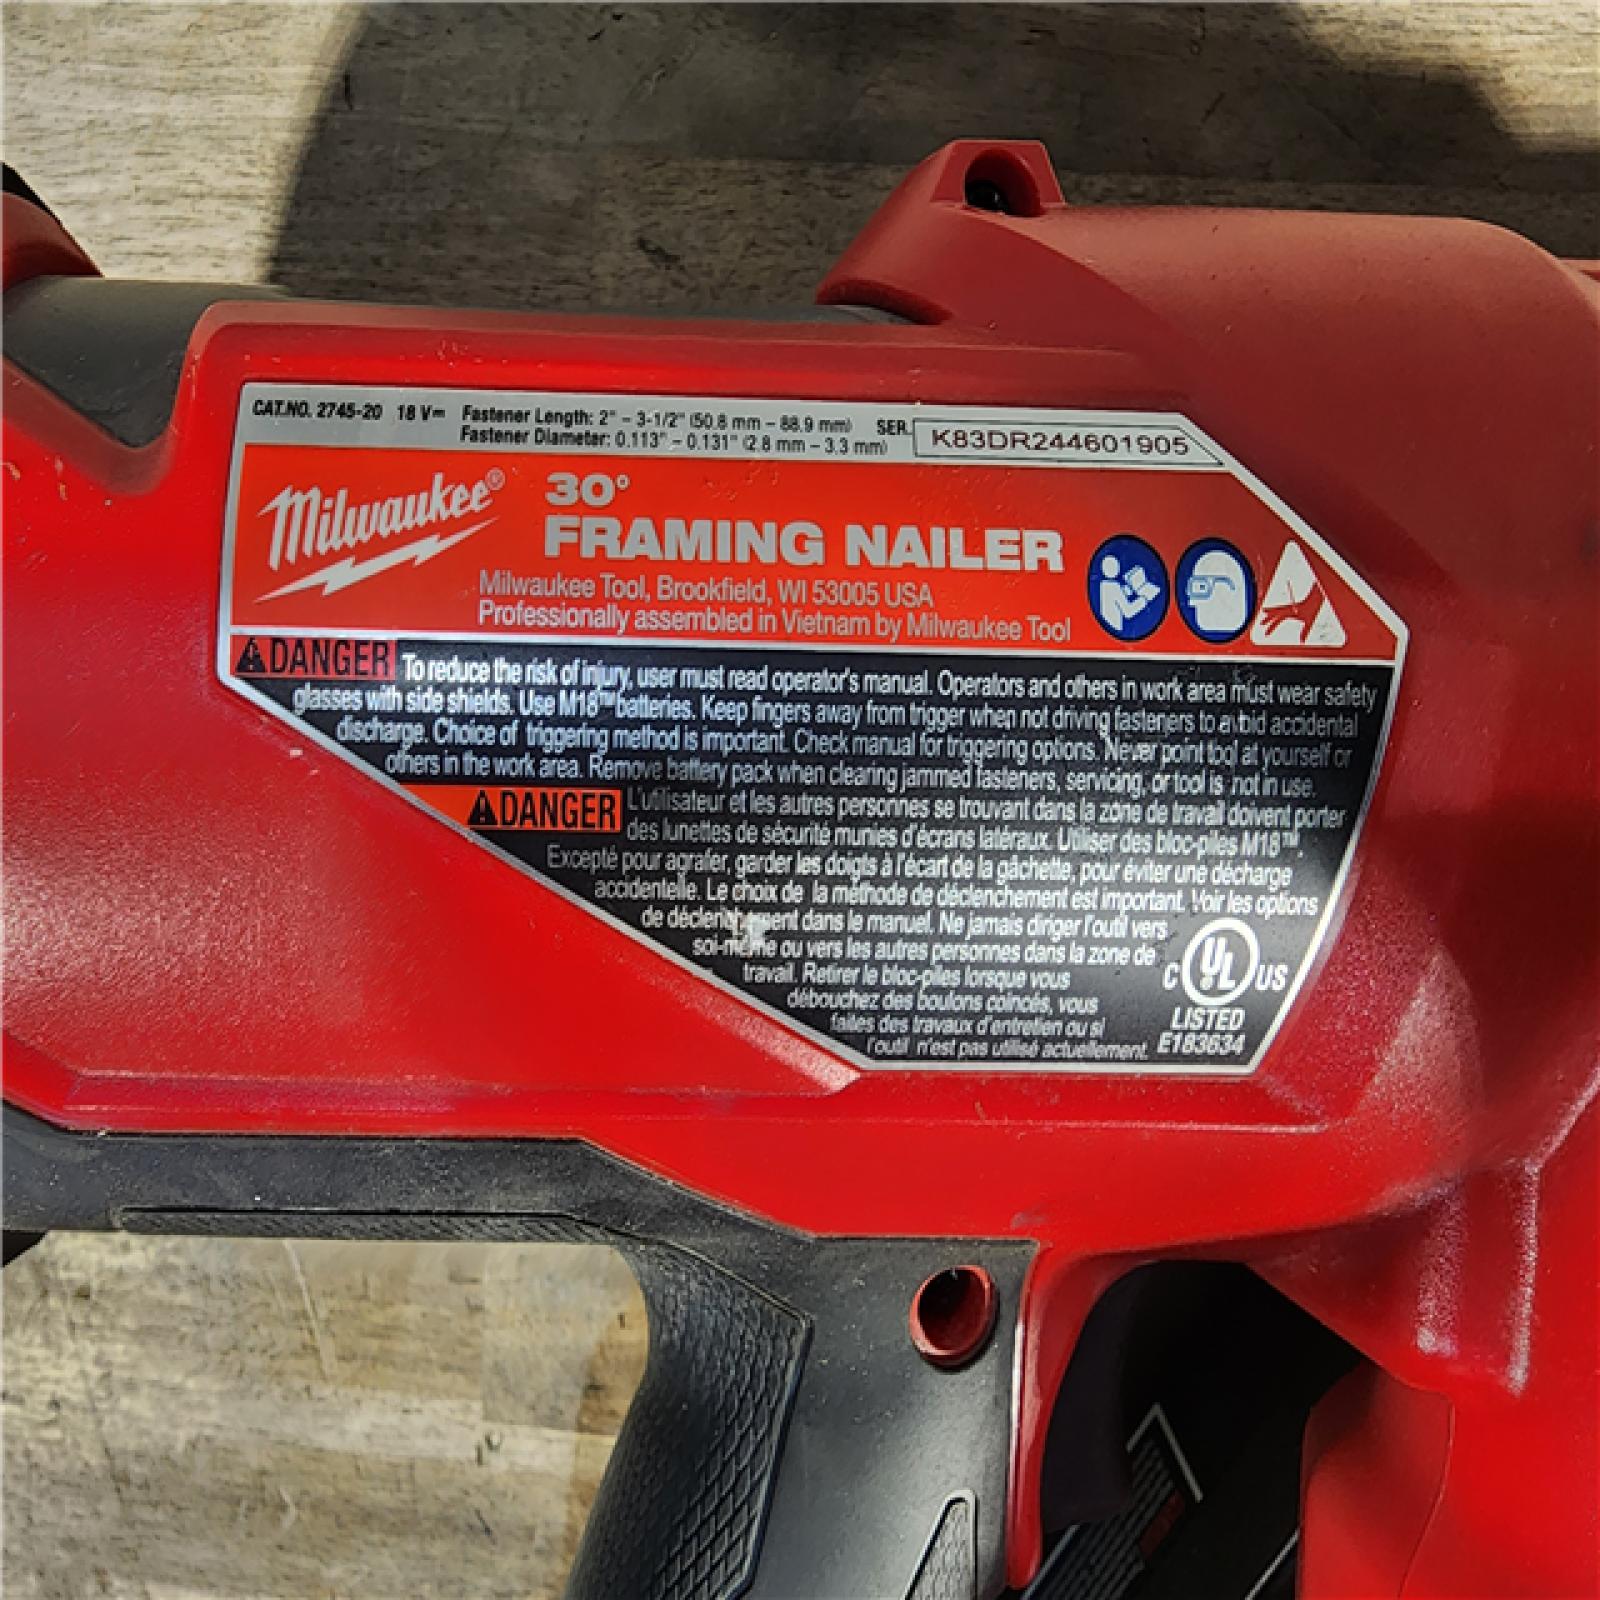 CAT.NO. 2745-20 18 V Fastener Length: 2" – 3-1/2" (50.8 mm – 88.9 mm) SER.
Fastener Diameter: 0.113" – 0.131" (2.8 mm – 3.3 mm)
K83DR244601905
Milwaukee®
30°
FRAMING NAILER
Milwaukee Tool, Brookfield, WI 53005 USA
Professionally assembled in Vietnam by Milwaukee Tool
DANGER To reduce the risk of injury, user must read operator's manual. Operators and others in work area must wear safety
glasses with side shields. Use M18™ batteries. Keep fingers away from trigger when not driving fasteners to avoid accidental
discharge. Choice of triggering method is important. Check manual for triggering options. Never point tool at yourself or
others in the work area. Remove battery pack when clearing jammed fasteners, servicing, or tool is not in use.
DANGER L'utilisateur et les autres personnes se trouvant dans la zone de travail doivent porter
des lunettes de sécurité munies d'écrans latéraux. Utiliser des bloc-piles M18™.
Excepté pour agrafer, garder les doigts à l'écart de la gâchette, pour éviter une décharge
accidentelle. Le choix de la méthode de déclenchement est important. Voir les options
de déclenchement dans le manuel. Ne jamais diriger l'outil vers
soi-même ou vers les autres personnes dans la zone de
travail. Retirer le bloc-piles lorsque vous
débouchez des boulons coincés, vous
faites des travaux d'entretien ou si
l'outil n'est pas utilisé actuellement.
C UL US
LISTED
E183634